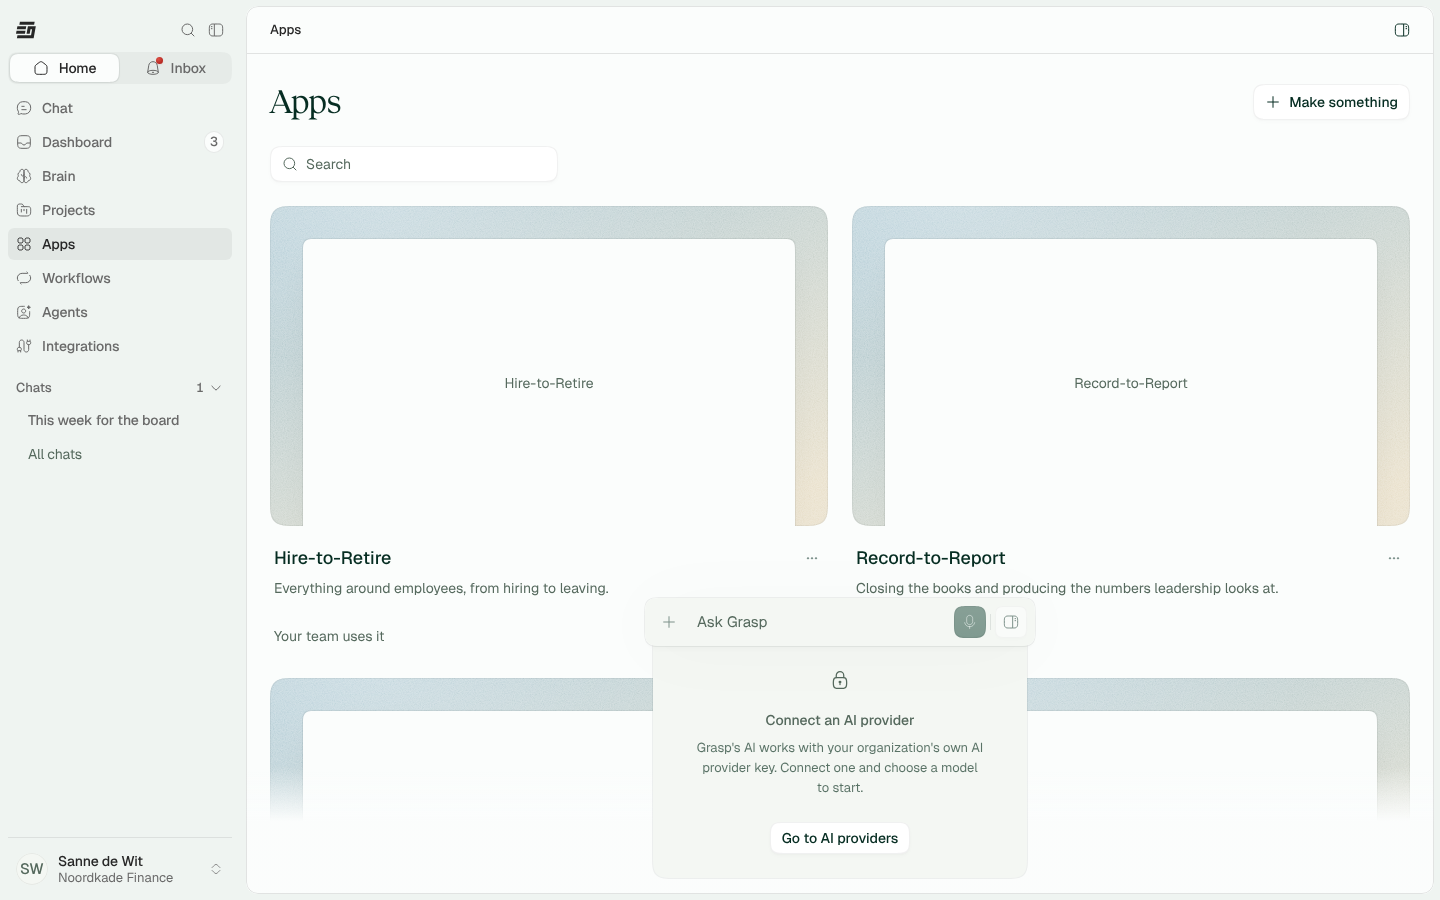 Home
Inbox
Chat
Dashboard
3
Brain
Projects
Apps
Workflows
Agents
Integrations
Chats
1
This week for the board
All chats
SW
Sanne de Wit
Noordkade Finance
Apps
Apps
Make something
Search
Hire-to-Retire
Record-to-Report
Hire-to-Retire
Everything around employees, from hiring to leaving.
Your team uses it
Record-to-Report
Closing the books and producing the numbers leadership looks at.
Ask Grasp
Connect an AI provider
Grasp's AI works with your organization's own AI
provider key. Connect one and choose a model
to start.
Go to AI providers